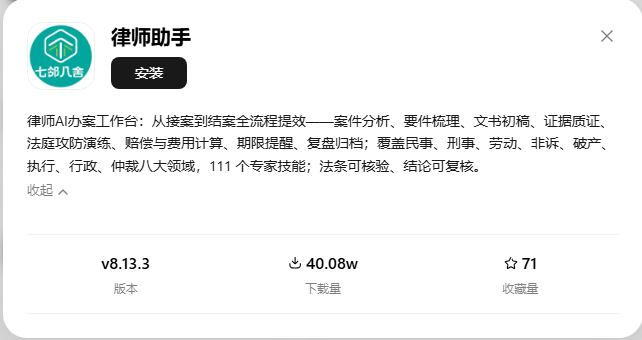 律师助手
七邻八舍
安装
律师AI办案工作台：从接案到结案全流程提效——案件分析、要件梳理、文书初稿、证据质证、
法庭攻防演练、赔偿与费用计算、期限提醒、复盘归档；覆盖民事、刑事、劳动、非诉、破产、
执行、行政、仲裁八大领域，111 个专家技能；法条可核验、结论可复核。
收起
v8.13.3
40.08w
71
版本
下载量
收藏量